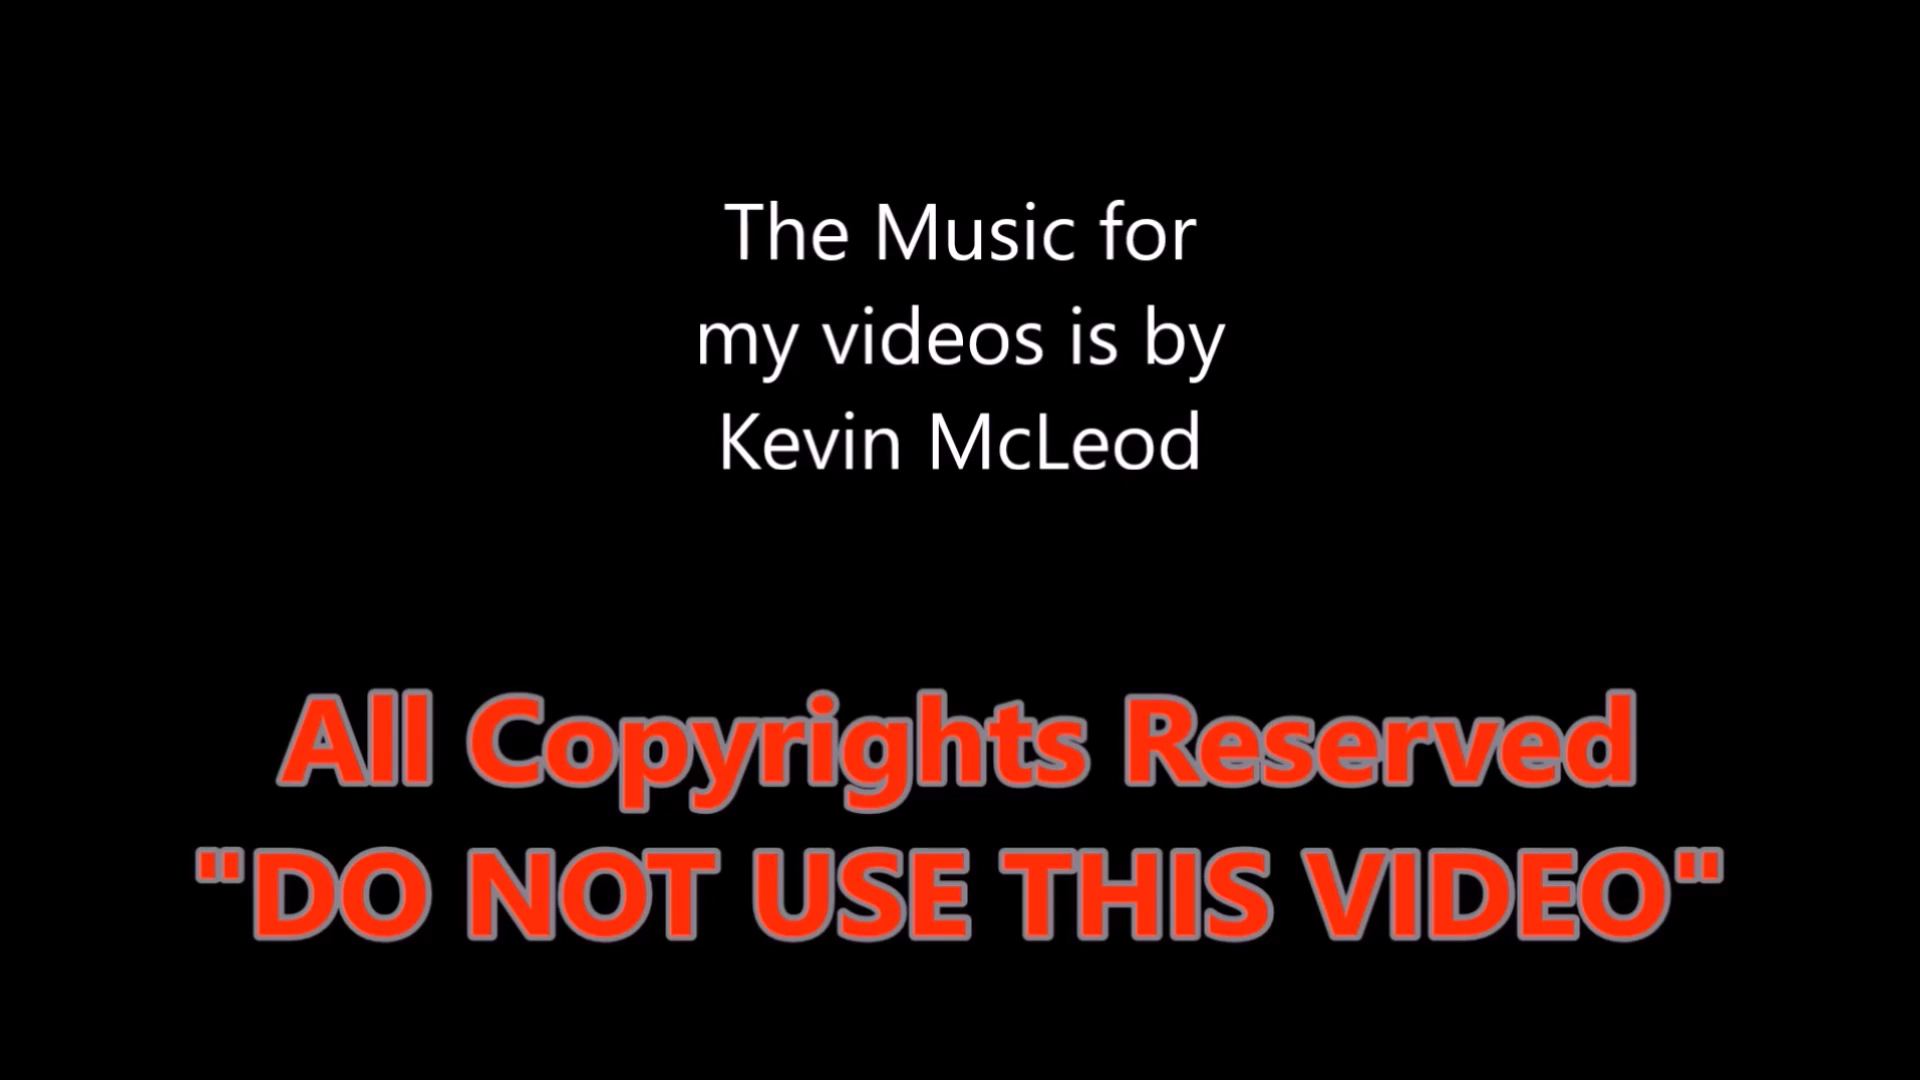 The Music for
my videos is by
Kevin McLeod
All Copyrights Reserved
"DO NOT USE THIS VIDEO"